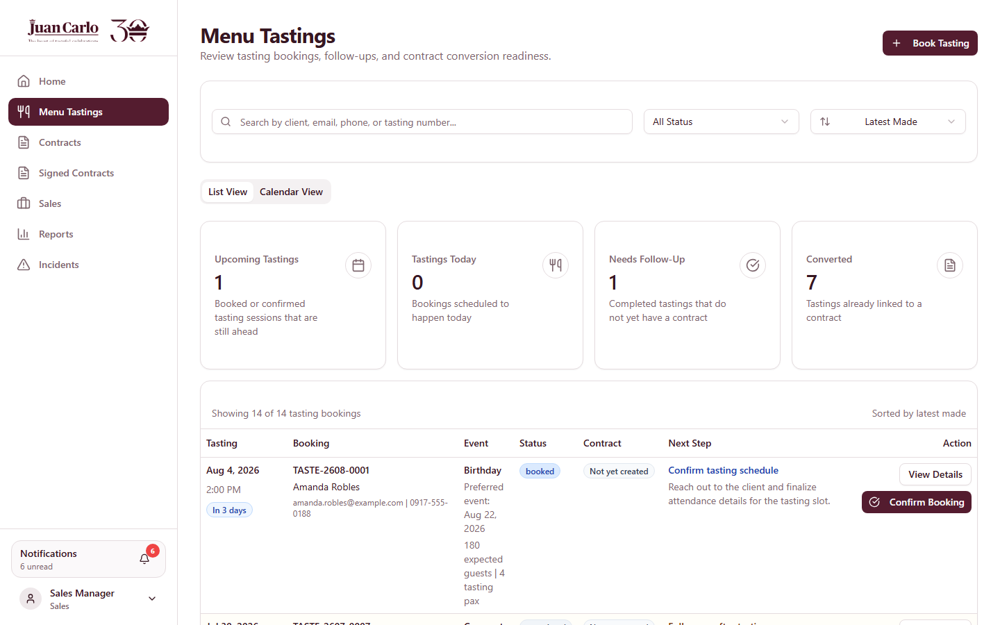 Juan Carlo
30
Home
Menu Tastings
Contracts
Signed Contracts
Sales
Reports
Incidents
Notifications
6 unread
6
Sales Manager
Sales
Menu Tastings
Review tasting bookings, follow-ups, and contract conversion readiness.
Book Tasting
Search by client, email, phone, or tasting number...
All Status
Latest Made
List View
Calendar View
Upcoming Tastings
1
Booked or confirmed
tasting sessions that are
still ahead
Tastings Today
0
Bookings scheduled to
happen today
Needs Follow-Up
1
Completed tastings that do
not yet have a contract
Converted
7
Tastings already linked to a
contract
Showing 14 of 14 tasting bookings
Sorted by latest made
Tasting
Booking
Event
Status
Contract
Next Step
Action
Aug 4, 2026
2:00 PM
In 3 days
TASTE-2608-0001
Amanda Robles
amanda.robles@example.com | 0917-555-
0188
Birthday
Preferred
event:
Aug 22,
2026
180
expected
guests | 4
tasting
pax
booked
Not yet created
Confirm tasting schedule
Reach out to the client and finalize
attendance details for the tasting slot.
View Details
Confirm Booking